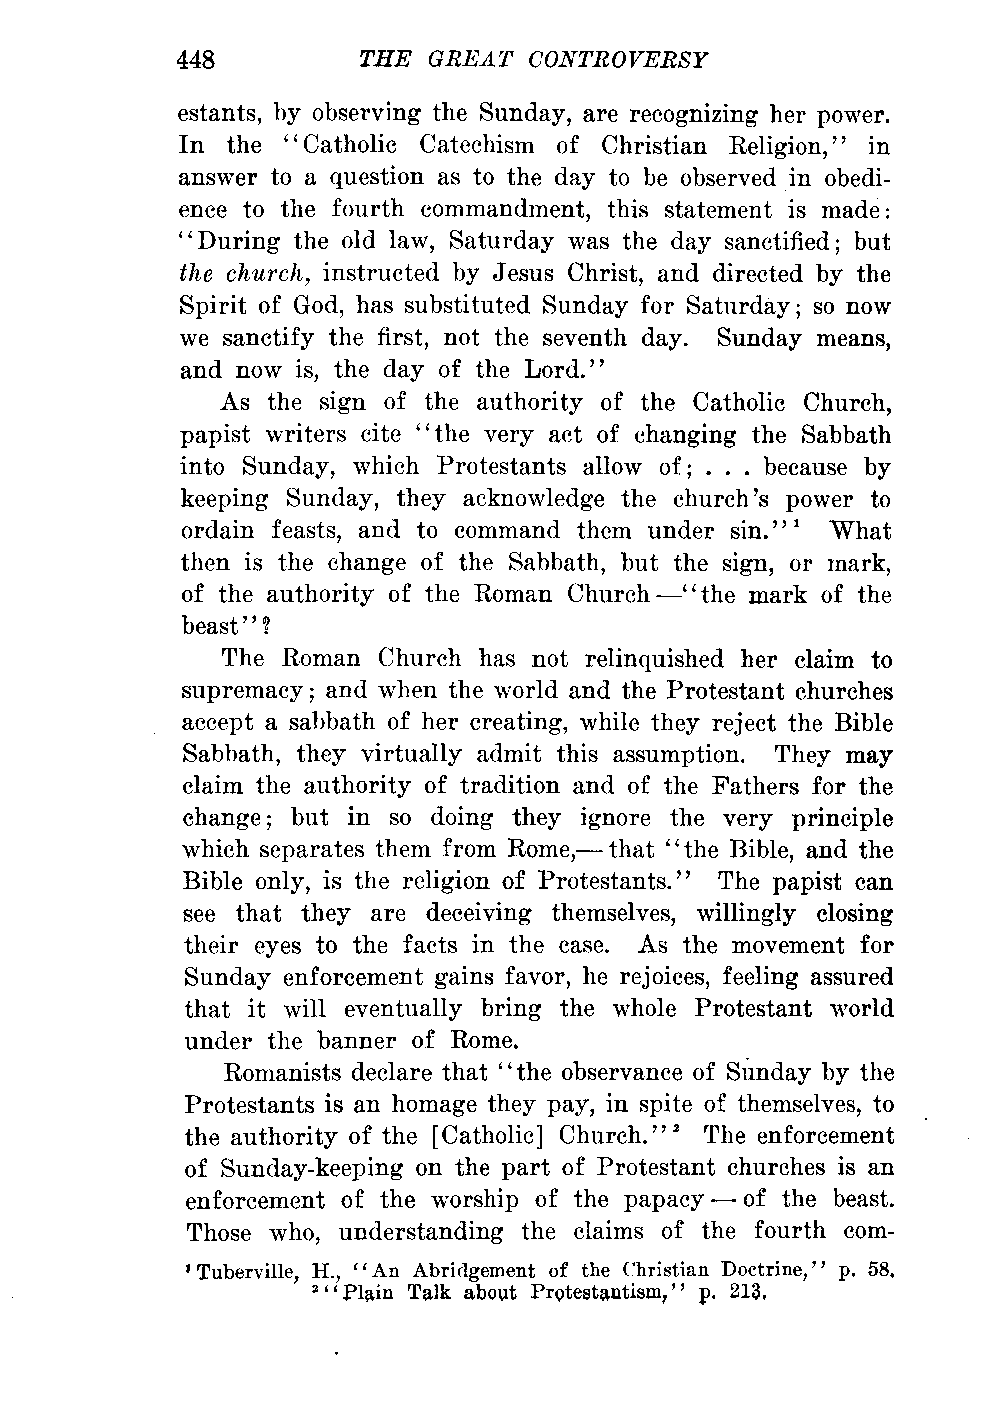 448 THE GREAT CONTROVERSY
estants, by observing the Sunday, are recognizing her power.
In the ‘‘Catholic Catechism of Christian Religion,’’ in
answer to a question as to the day to be observed in obedi-
ence to the fourth commandment, this statement is made:
‘‘During the old law, Saturday was the day sanctified; but
the church, instructed by Jesus Christ, and directed by the
Spirit of God, has substituted Sunday for Saturday; so now
we sanctify the first, not the seventh day. Sunday means,
and now is, the day of the Lord.’’
As the sign of the authority of the Catholic Church,
papist writers cite ‘‘the very act of changing the Sabbath
into Sunday, which Protestants allow of; . . . because by
keeping Sunday, they acknowledge the church’s power to
ordain feasts, and to command them under sin.’’¹ What
then is the change of the Sabbath, but the sign, or mark,
of the authority of the Roman Church —‘‘the mark of the
beast’’?
The Roman Church has not relinquished her claim to
supremacy; and when the world and the Protestant churches
accept a sabbath of her creating, while they reject the Bible
Sabbath, they virtually admit this assumption. They may
claim the authority of tradition and of the Fathers for the
change; but in so doing they ignore the very principle
which separates them from Rome,— that ‘‘the Bible, and the
Bible only, is the religion of Protestants.’’ The papist can
see that they are deceiving themselves, willingly closing
their eyes to the facts in the case. As the movement for
Sunday enforcement gains favor, he rejoices, feeling assured
that it will eventually bring the whole Protestant world
under the banner of Rome.
Romanists declare that ‘‘the observance of Sunday by the
Protestants is an homage they pay, in spite of themselves, to
the authority of the [Catholic] Church.’’² The enforcement
of Sunday-keeping on the part of Protestant churches is an
enforcement of the worship of the papacy — of the beast.
Those who, understanding the claims of the fourth com-
¹ Tuberville, H., ‘‘An Abridgement of the Christian Doctrine,’’ p. 58.
²‘‘Plain Talk about Protestantism,’’ p. 213.